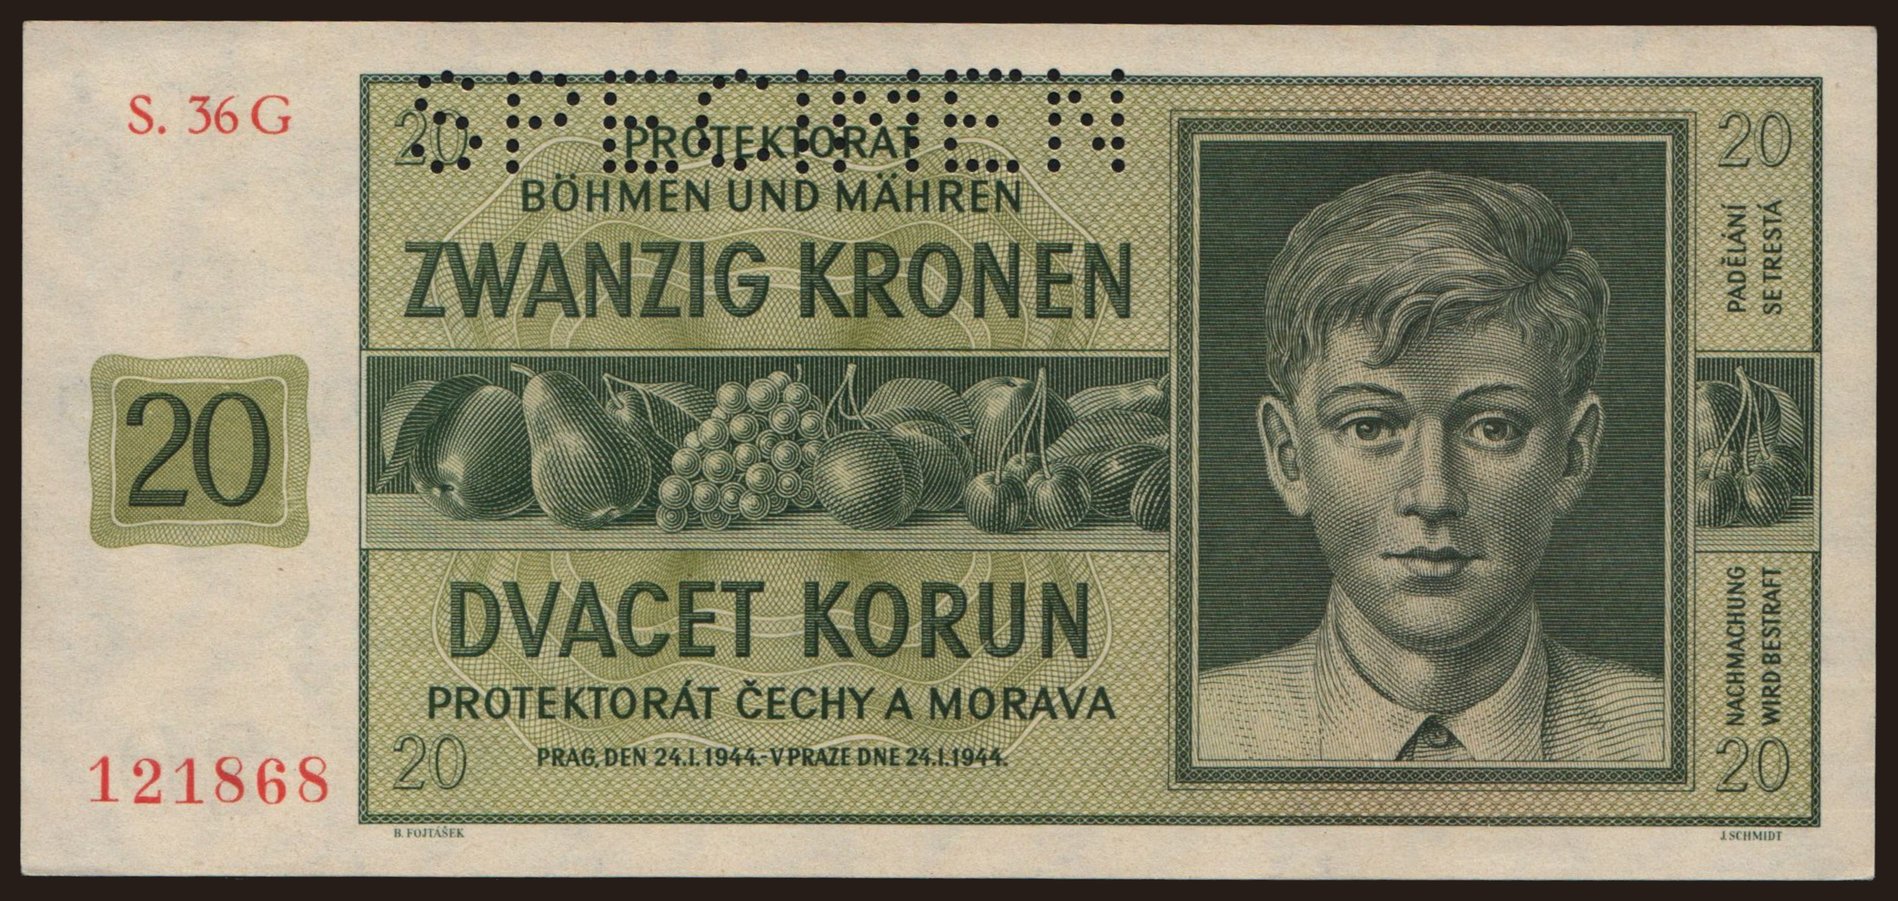 S. 36 G
SPECIMEN
20
PROTEKTORAT
BÖHMEN UND MÄHREN
ZWANZIG KRONEN
20
DVACET KORUN
PROTEKTORÁT ČECHY A MORAVA
20
PRAG, DEN 24.I.1944.-V PRAZE DNE 24.I.1944.
121868
B. FOJTÁŠEK
20
PADĚLÁNÍ
SE TRESTÁ
NACHMACHUNG
WIRD BESTRAFT
20
J. SCHMIDT